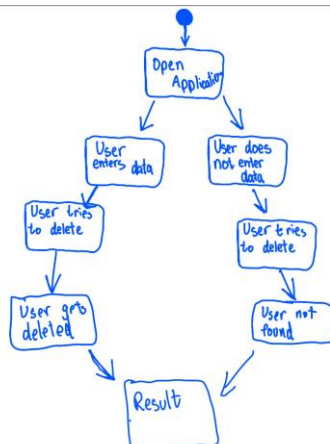 Open
Application
User
enters data
User does
not enter
data
User tries
to delete
User tries
to delete
User gets
deleted
User not
found
Result